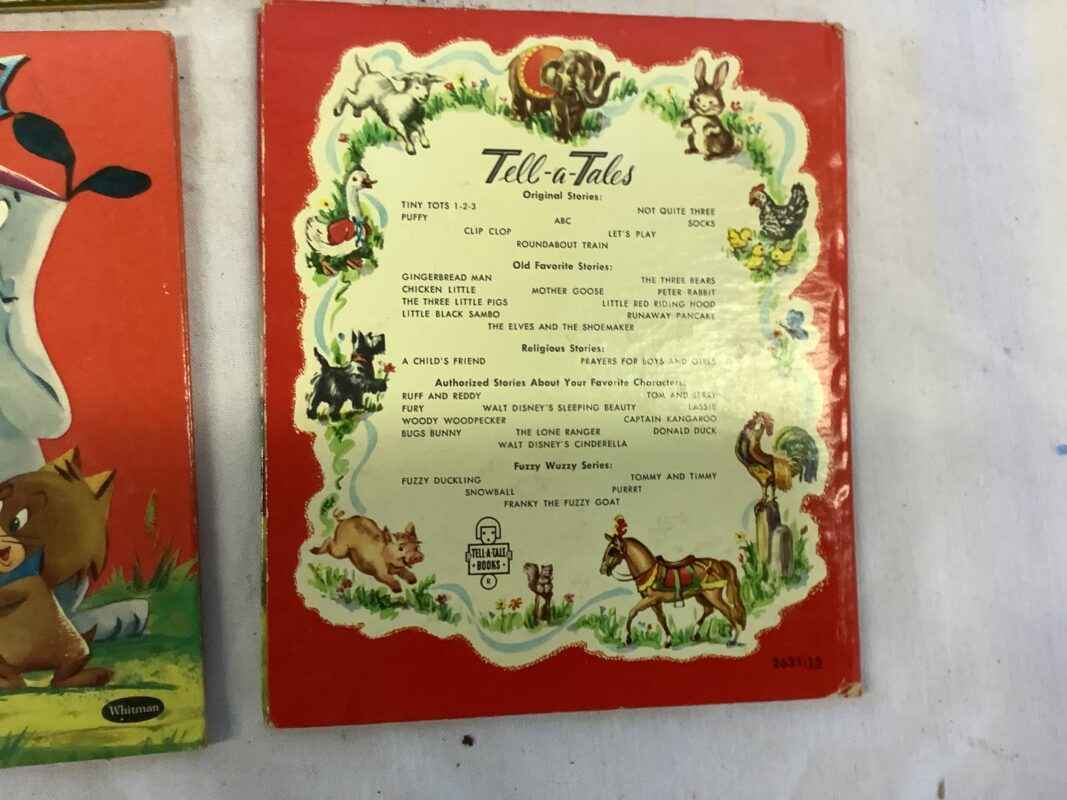 Tell-a-Tales
Original Stories:
TINY TOTS 1-2-3 NOT QUITE THREE
PUFFY ABC SOCKS
CLIP CLOP LET'S PLAY
ROUNDABOUT TRAIN
Old Favorite Stories:
GINGERBREAD MAN THE THREE BEARS
CHICKEN LITTLE MOTHER GOOSE PETER RABBIT
THE THREE LITTLE PIGS LITTLE RED RIDING HOOD
LITTLE BLACK SAMBO RUNAWAY PANCAKE
THE ELVES AND THE SHOEMAKER
Religious Stories:
A CHILD'S FRIEND PRAYERS FOR BOYS AND GIRLS
Authorized Stories About Your Favorite Characters:
RUFF AND REDDY TOM AND JERRY
FURY WALT DISNEY'S SLEEPING BEAUTY LASSIE
WOODY WOODPECKER CAPTAIN KANGAROO
BUGS BUNNY THE LONE RANGER DONALD DUCK
WALT DISNEY'S CINDERELLA
Fuzzy Wuzzy Series:
FUZZY DUCKLING TOMMY AND TIMMY
SNOWBALL PURRRT
FRANKY THE FUZZY GOAT
TELL-A-TALE
BOOKS
R
2621:15
Whitman